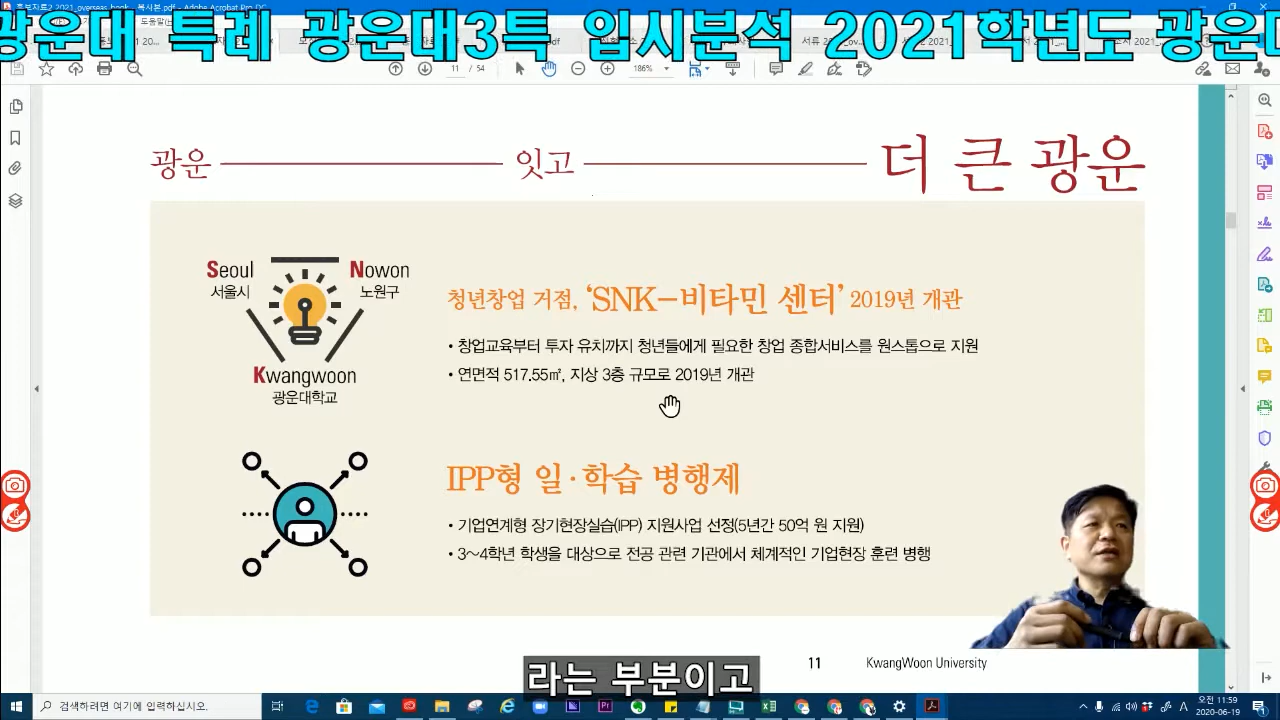 광운대 특례 광운대3특 입시분석 2021학년도 광운대
11 / 54
186%
광운 잇고 더 큰 광운
Seoul
서울시
Nowon
노원구
Kwangwoon
광운대학교
청년창업 거점, ‘SNK-비타민 센터’ 2019년 개관
• 창업교육부터 투자 유치까지 청년들에게 필요한 창업 종합서비스를 원스톱으로 지원
• 연면적 517.55㎡, 지상 3층 규모로 2019년 개관
IPP형 일·학습 병행제
• 기업연계형 장기현장실습(IPP) 지원사업 선정(5년간 50억 원 지원)
• 3~4학년 학생을 대상으로 전공 관련 기관에서 체계적인 기업현장 훈련 병행
11 KwangWoon University
라는 부분이고
검색하려면 여기에 입력하십시오.
오전 11:59
2020-06-19